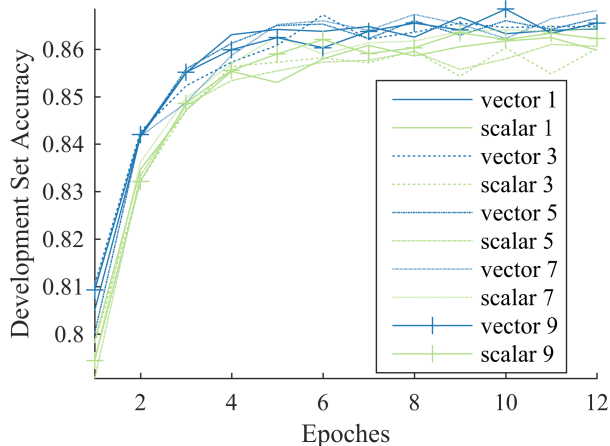 Development Set Accuracy
0.86
0.85
0.84
0.83
0.82
0.81
0.8
vector 1
scalar 1
vector 3
scalar 3
vector 5
scalar 5
vector 7
scalar 7
vector 9
scalar 9
2 4 6 8 10 12
Epoches